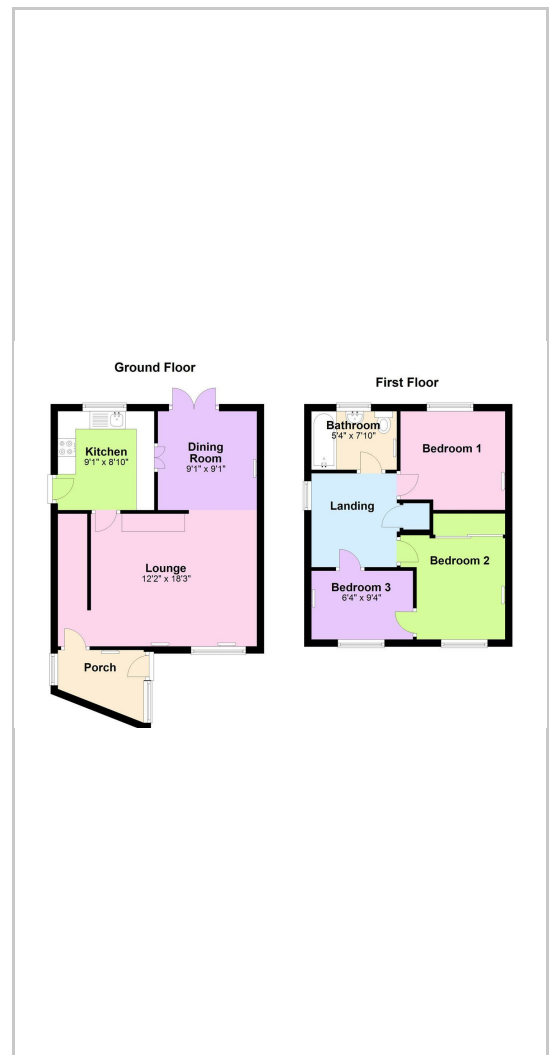 Ground Floor
Kitchen
9'1" x 8'10"
Dining
Room
9'1" x 9'1"
Lounge
12'2" x 18'3"
Porch
First Floor
Bathroom
5'4" x 7'10"
Bedroom 1
Landing
Bedroom 2
Bedroom 3
6'4" x 9'4"